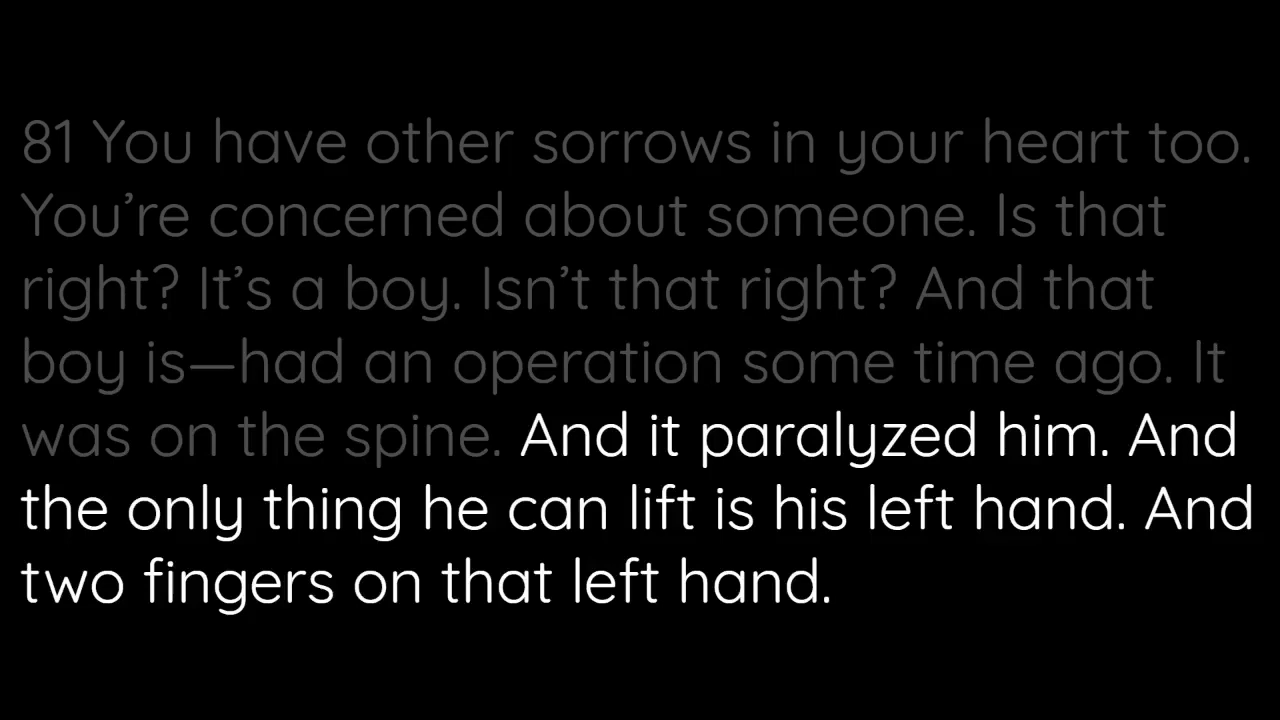 81 You have other sorrows in your heart too.
You’re concerned about someone. Is that
right? It’s a boy. Isn’t that right? And that
boy is—had an operation some time ago. It
was on the spine. And it paralyzed him. And
the only thing he can lift is his left hand. And
two fingers on that left hand.